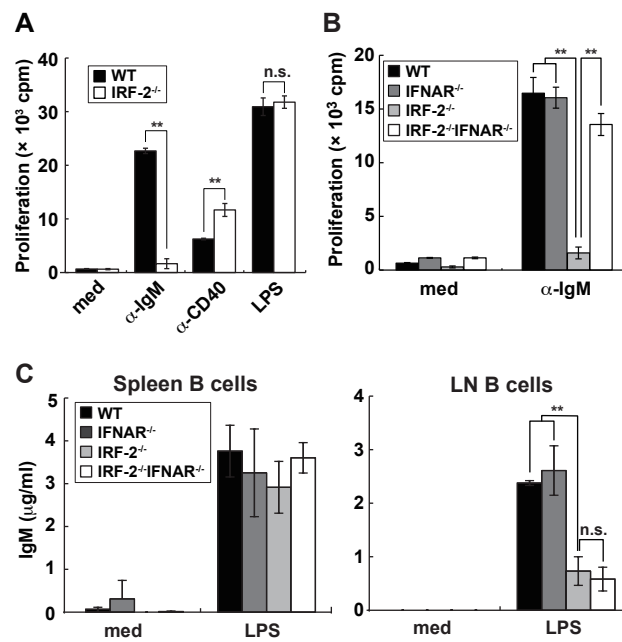 A
Proliferation (× 10³ cpm)
40
30
20
10
0
WT
IRF-2⁻/⁻
**
**
n.s.
med
α-IgM
α-CD40
LPS
B
Proliferation (× 10³ cpm)
20
15
10
5
0
WT
IFNAR⁻/⁻
IRF-2⁻/⁻
IRF-2⁻/⁻IFNAR⁻/⁻
**
**
med
α-IgM
C
Spleen B cells
IgM (μg/ml)
5
4
3
2
1
0
WT
IFNAR⁻/⁻
IRF-2⁻/⁻
IRF-2⁻/⁻IFNAR⁻/⁻
med
LPS
LN B cells
4
3
2
1
0
**
n.s.
med
LPS